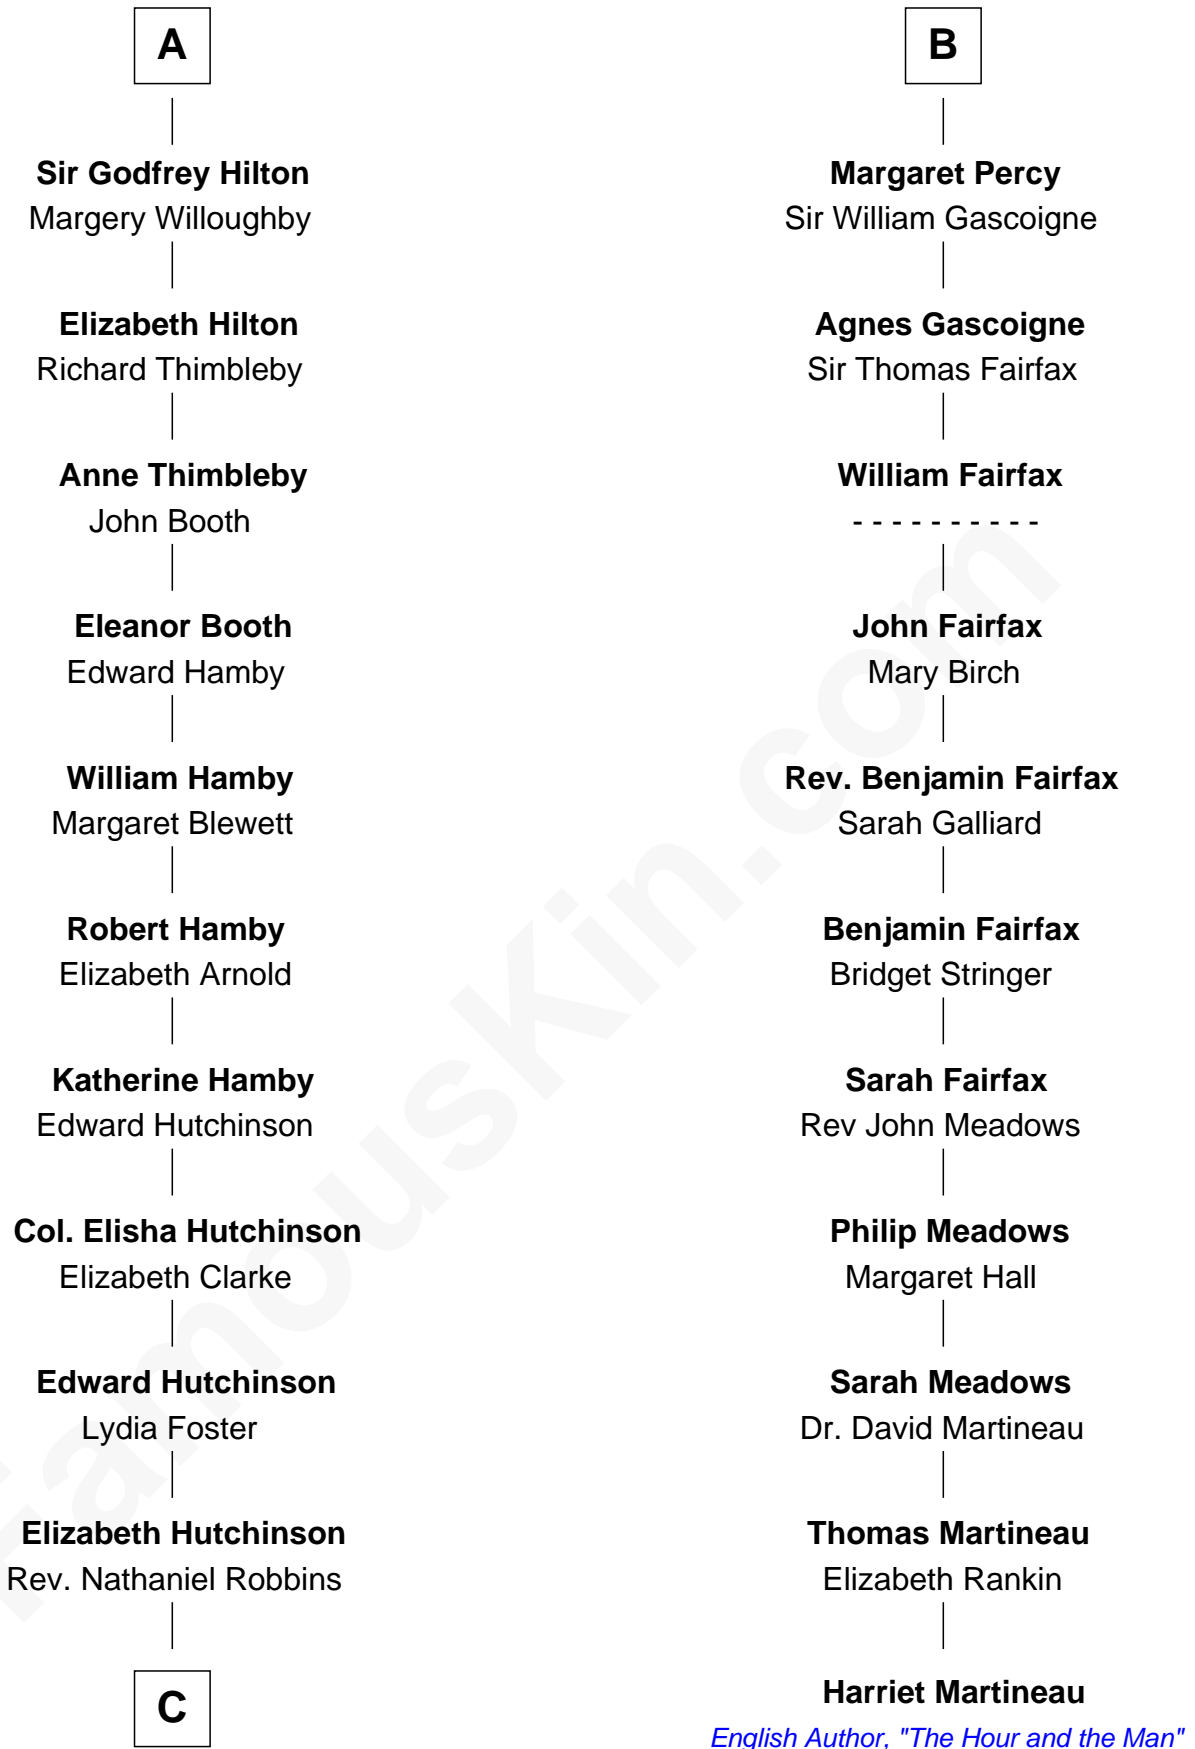 A
Sir Godfrey Hilton
Margery Willoughby
Elizabeth Hilton
Richard Thimbleby
Anne Thimbleby
John Booth
Eleanor Booth
Edward Hamby
William Hamby
Margaret Blewett
Robert Hamby
Elizabeth Arnold
Katherine Hamby
Edward Hutchinson
Col. Elisha Hutchinson
Elizabeth Clarke
Edward Hutchinson
Lydia Foster
Elizabeth Hutchinson
Rev. Nathaniel Robbins
C
B
Margaret Percy
Sir William Gascoigne
Agnes Gascoigne
Sir Thomas Fairfax
William Fairfax
- - - - - - - - - -
John Fairfax
Mary Birch
Rev. Benjamin Fairfax
Sarah Galliard
Benjamin Fairfax
Bridget Stringer
Sarah Fairfax
Rev John Meadows
Philip Meadows
Margaret Hall
Sarah Meadows
Dr. David Martineau
Thomas Martineau
Elizabeth Rankin
Harriet Martineau
English Author, "The Hour and the Man"
FamousKin.com